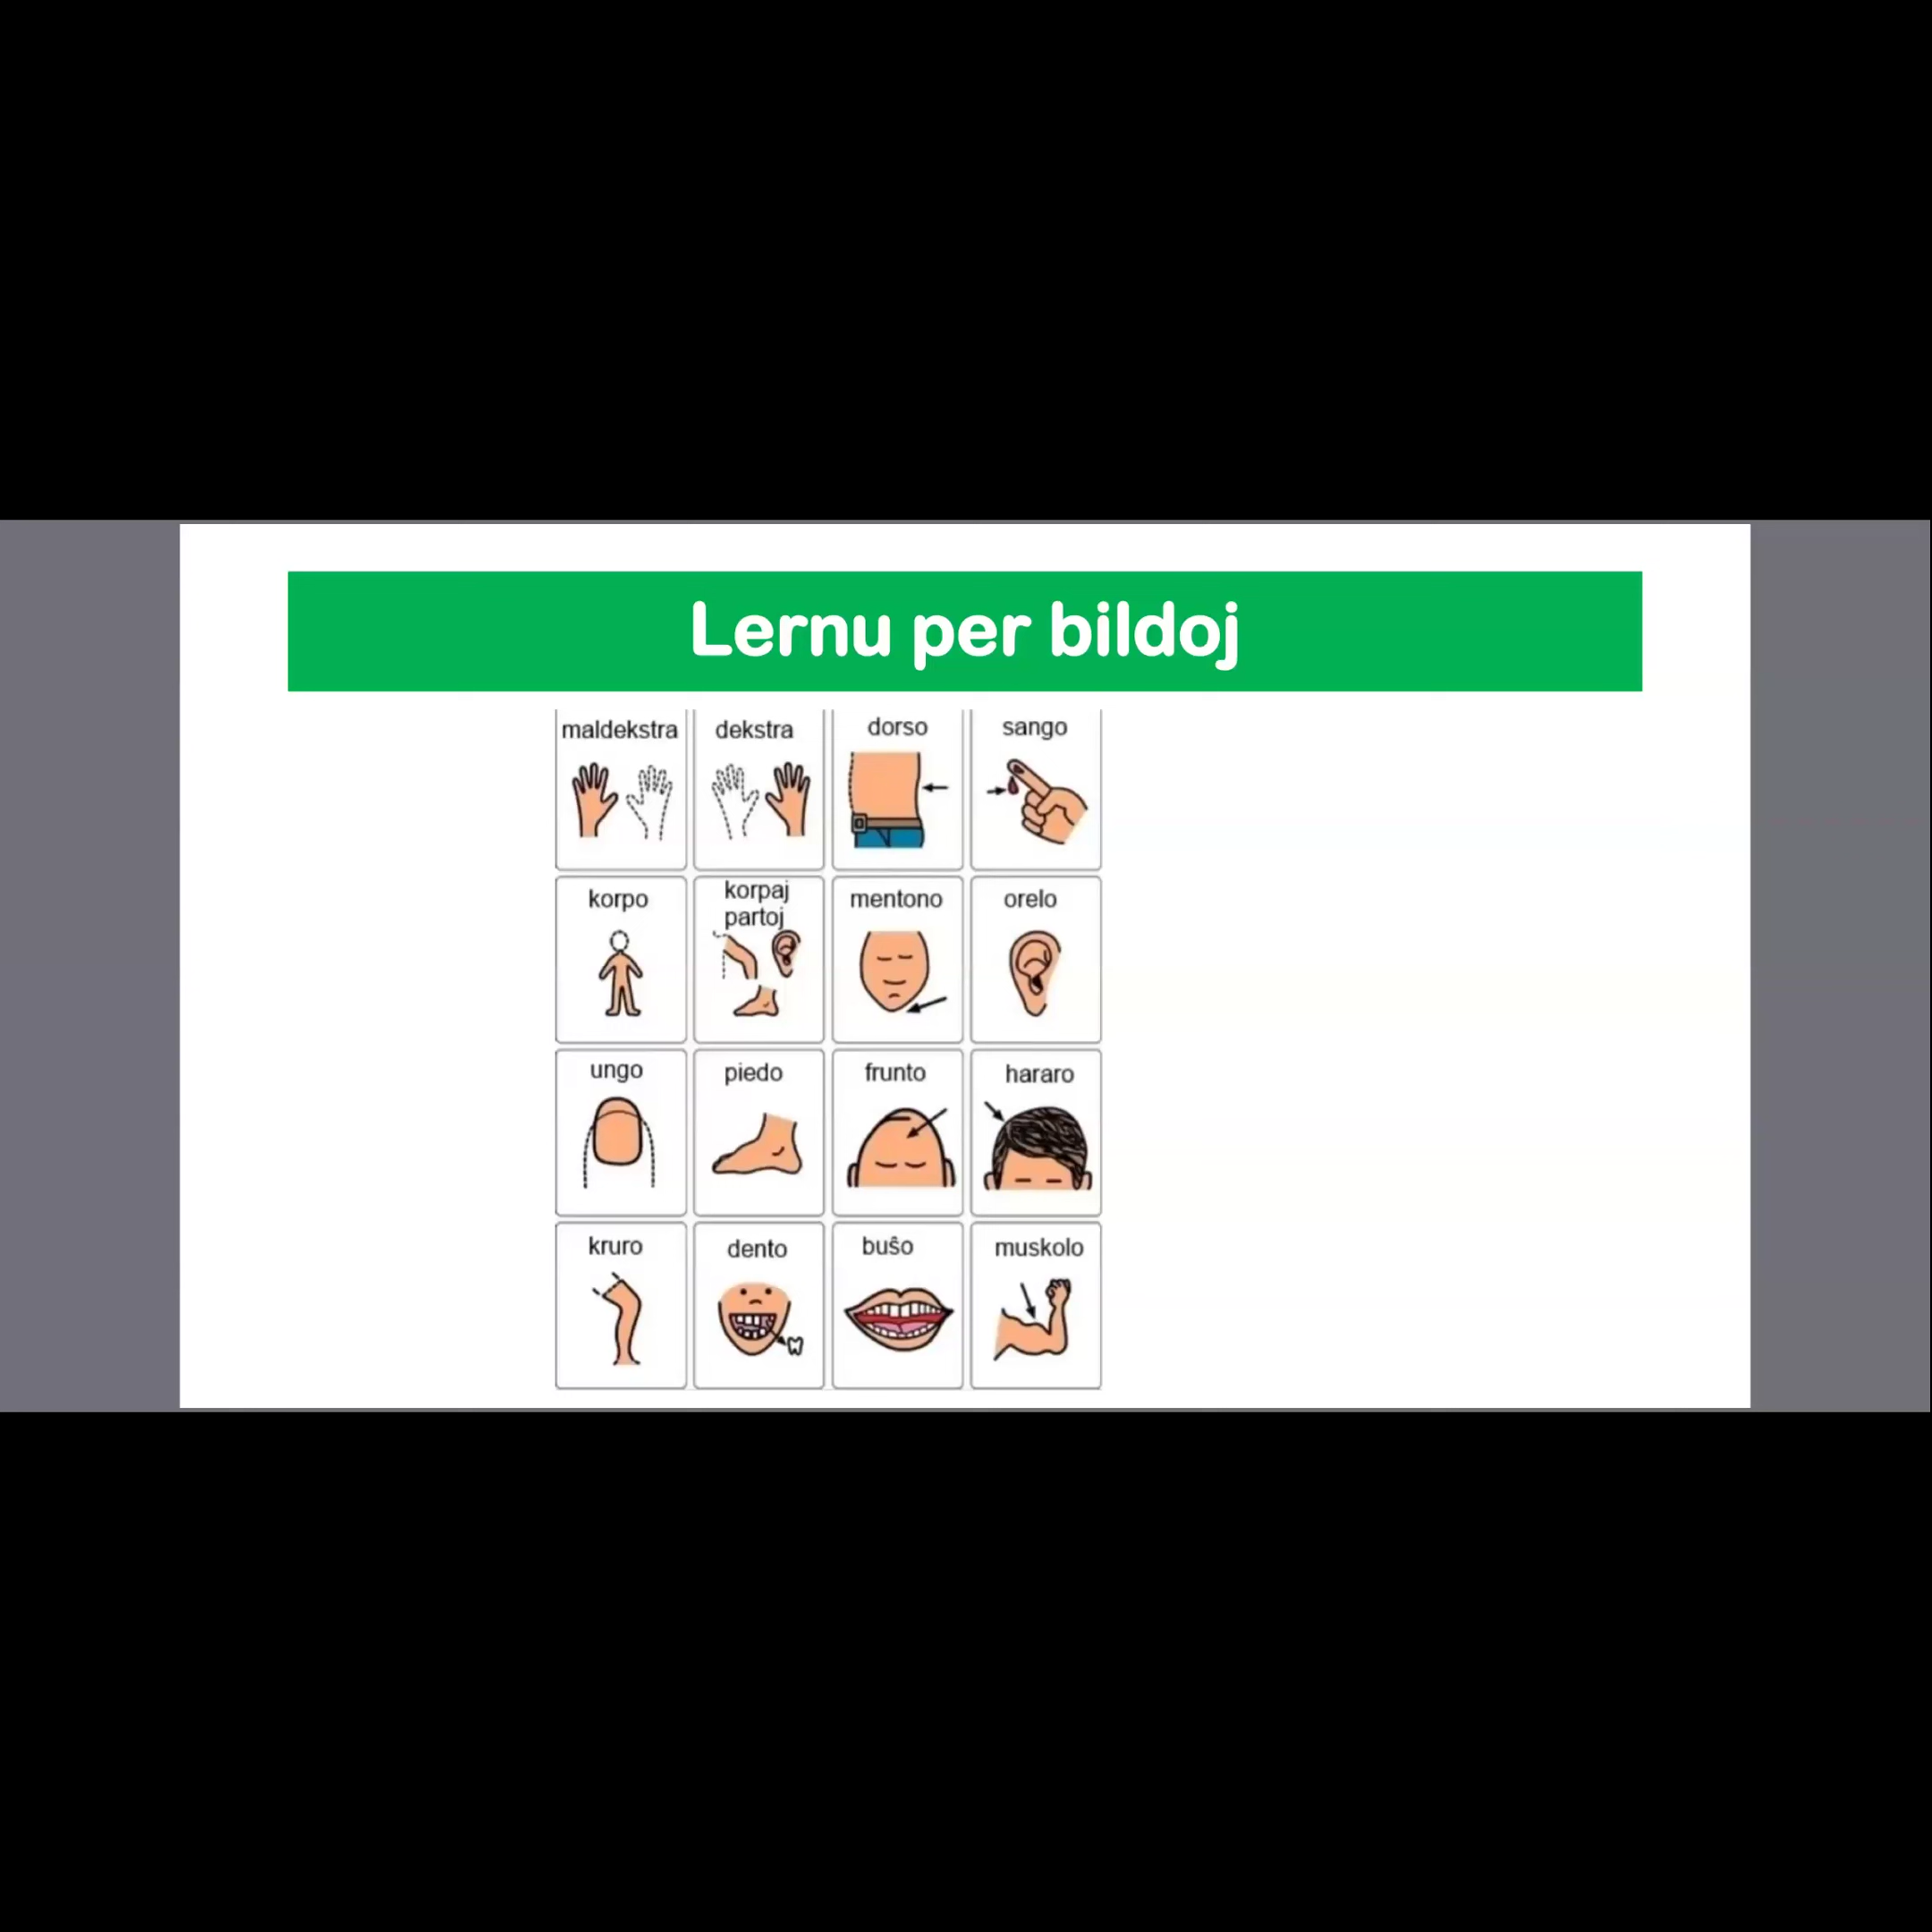 Lernu per bildoj
maldekstra
dekstra
dorso
sango
korpo
korpaj
partoj
mentono
orelo
ungo
piedo
frunto
hararo
kruro
dento
buŝo
muskolo